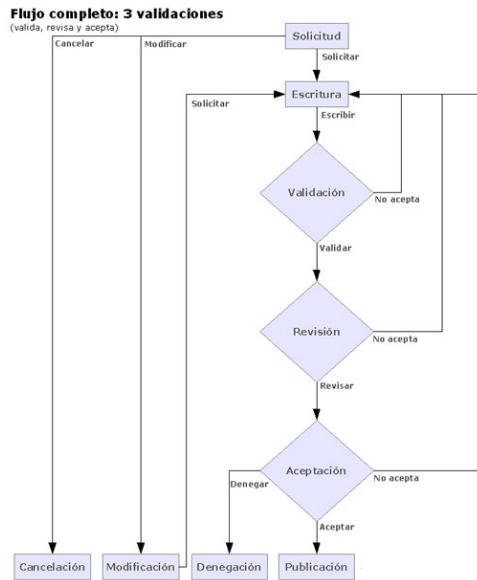 Flujo completo: 3 validaciones
(valida, revisa y acepta)
Solicitud
Cancelar
Modificar
Solicitar
Escritura
Solicitar
Escribir
Validación
No acepta
Validar
Revisión
No acepta
Revisar
Aceptación
Denegar
No acepta
Aceptar
Cancelación
Modificación
Denegación
Publicación